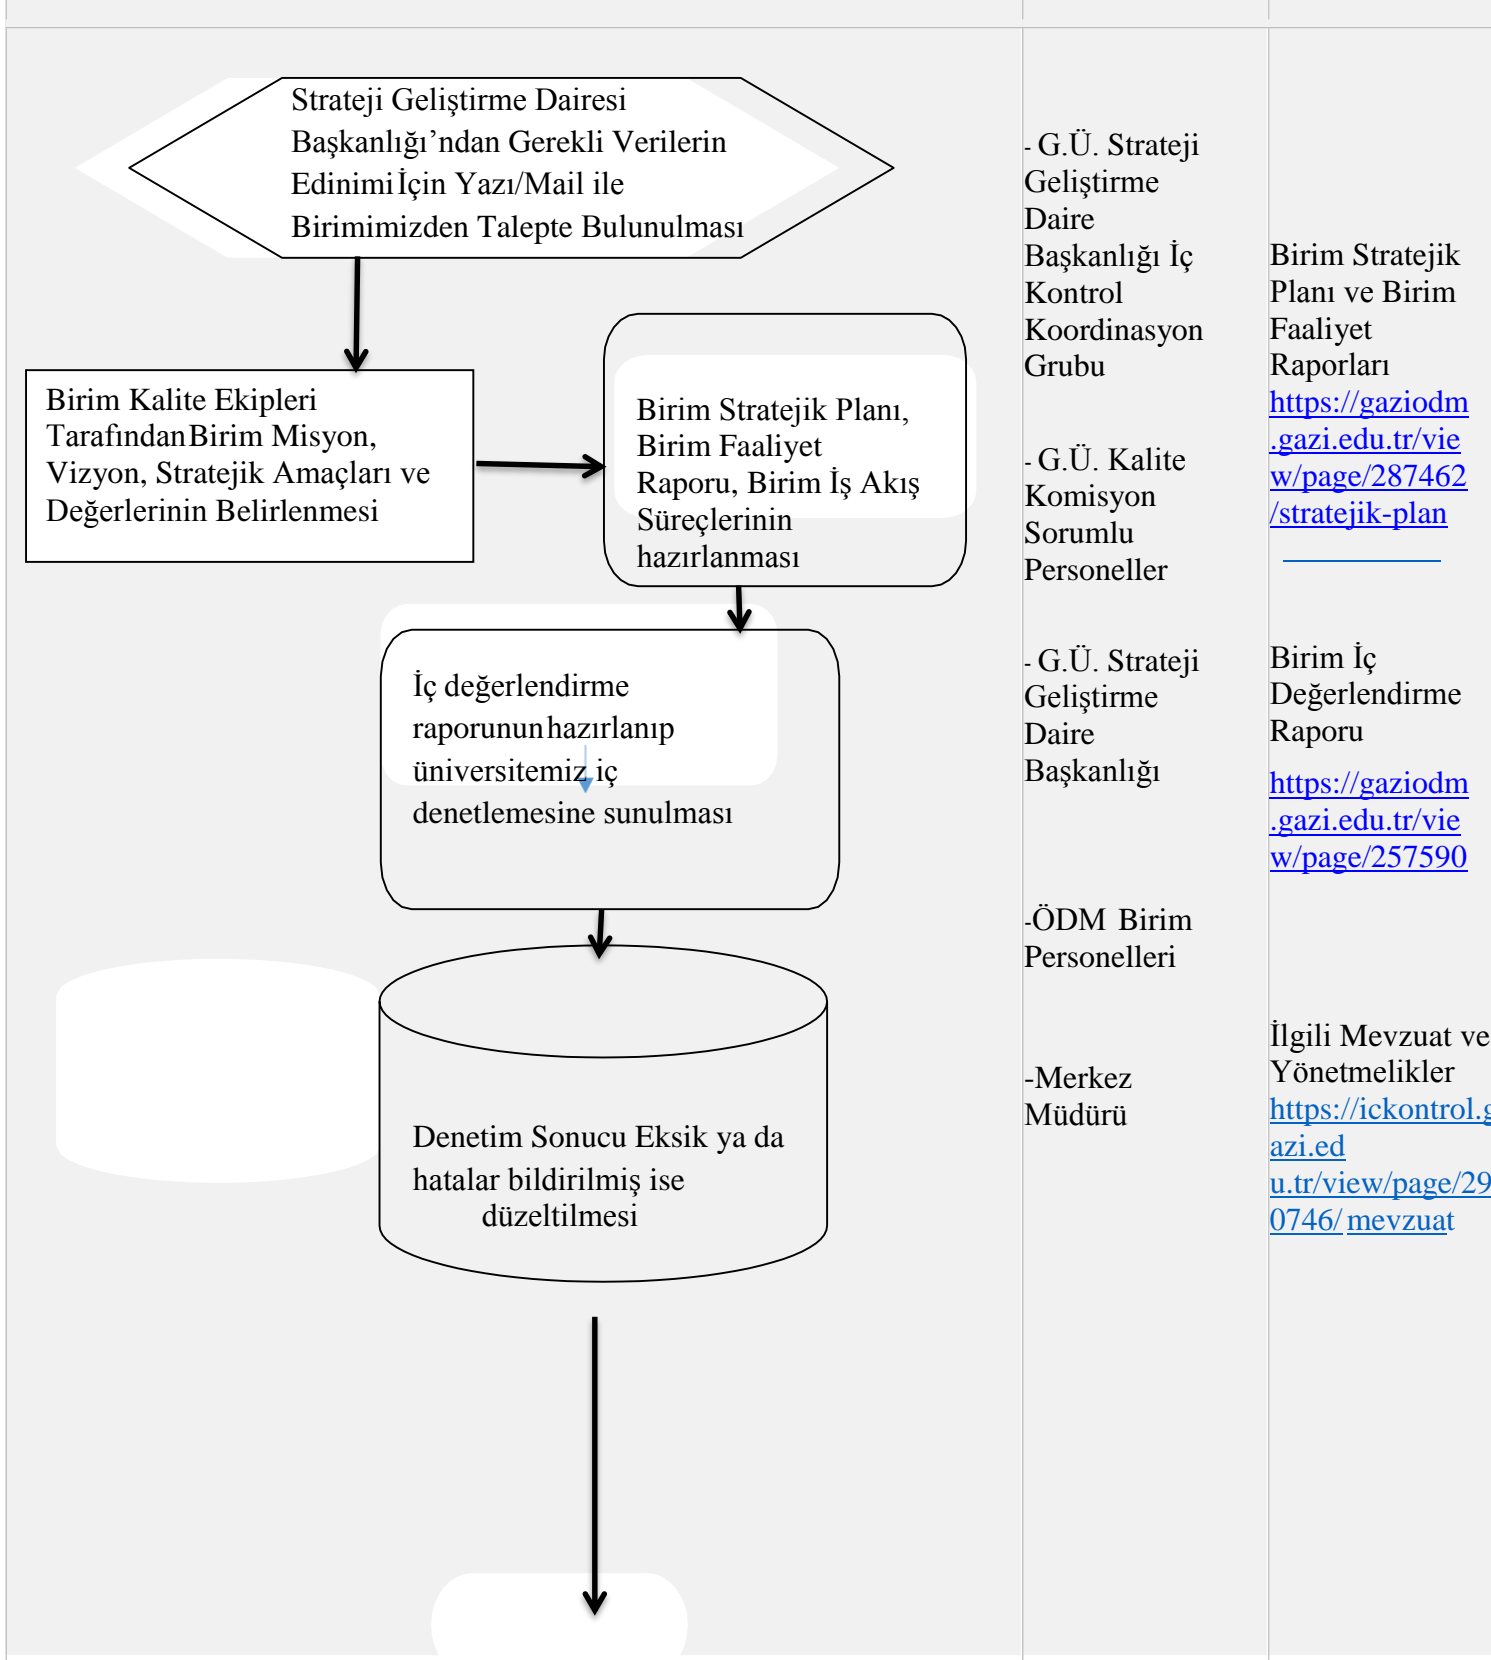 Strateji Geliştirme Dairesi
Başkanlığı’ndan Gerekli Verilerin
Edinimi İçin Yazı/Mail ile
Birimimizden Talepte Bulunulması
Birim Kalite Ekipleri
Tarafından Birim Misyon,
Vizyon, Stratejik Amaçları ve
Değerlerinin Belirlenmesi
Birim Stratejik Planı,
Birim Faaliyet
Raporu, Birim İş Akış
Süreçlerinin
hazırlanması
İç değerlendirme
raporunun hazırlanıp
üniversitemiz iç
denetlemesine sunulması
Denetim Sonucu Eksik ya da
hatalar bildirilmiş ise
düzeltilmesi
- G.Ü. Strateji
Geliştirme
Daire
Başkanlığı İç
Kontrol
Koordinasyon
Grubu
- G.Ü. Kalite
Komisyon
Sorumlu
Personeller
- G.Ü. Strateji
Geliştirme
Daire
Başkanlığı
-ÖDM Birim
Personelleri
-Merkez
Müdürü
Birim Stratejik
Planı ve Birim
Faaliyet
Raporları
https://gaziodm
.gazi.edu.tr/vie
w/page/287462
/stratejik-plan
Birim İç
Değerlendirme
Raporu
https://gaziodm
.gazi.edu.tr/vie
w/page/257590
İlgili Mevzuat ve
Yönetmelikler
https://ickontrol.g
azi.ed
u.tr/view/page/29
0746/ mevzuat